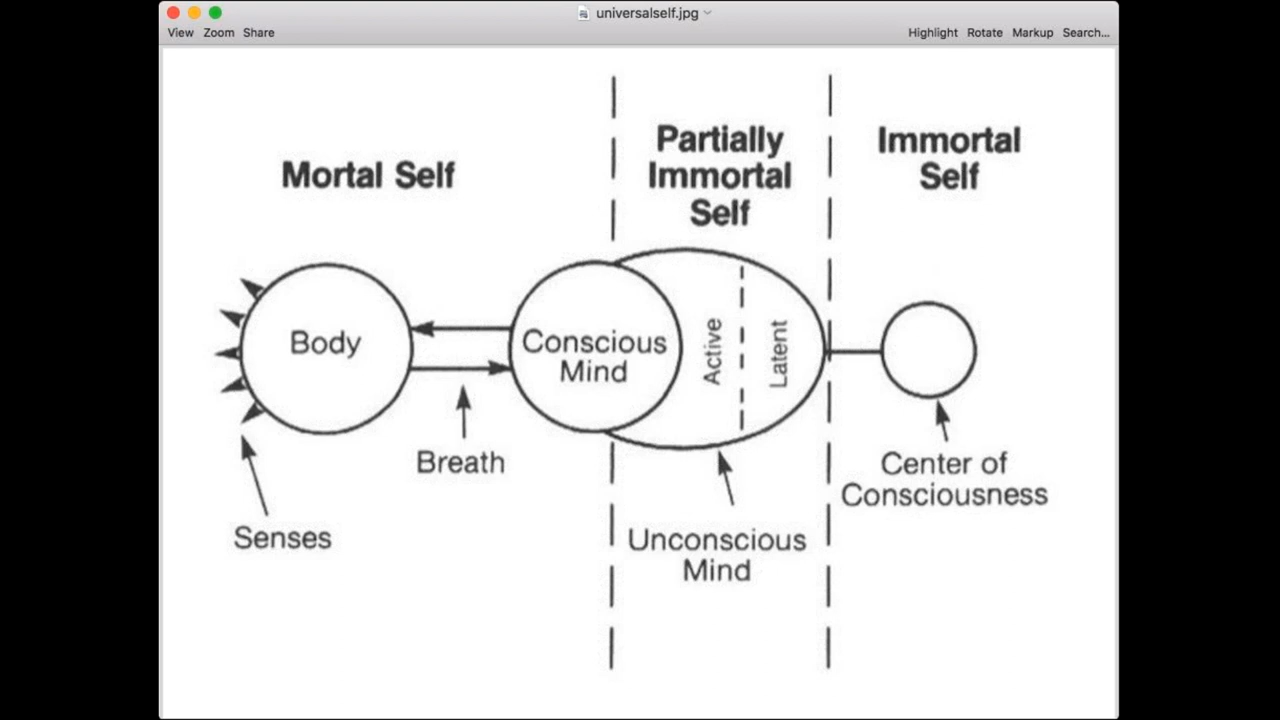 universalself.jpg
View Zoom Share
Highlight Rotate Markup Search...
Mortal Self
Partially
Immortal
Self
Immortal
Self
Body
Conscious
Mind
Active
Latent
Breath
Senses
Unconscious
Mind
Center of
Consciousness